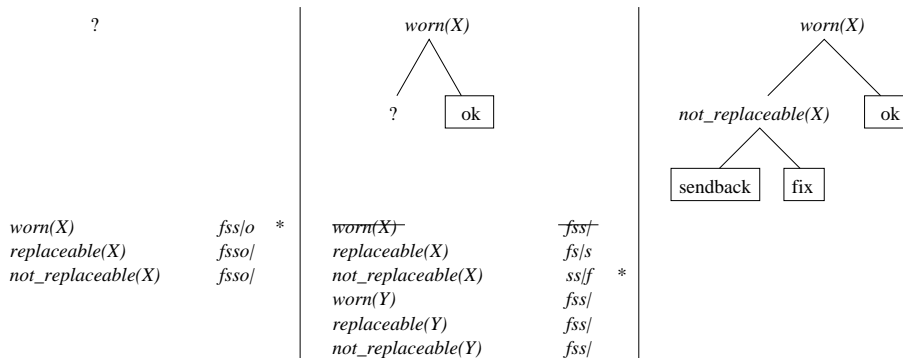 ?
worn(X)	fss|o	*
replaceable(X)	fsso|
not_replaceable(X)	fsso|
worn(X)
?	ok
worn(X)	fss|
replaceable(X)	fs|s
not_replaceable(X)	ss|f	*
worn(Y)	fss|
replaceable(Y)	fss|
not_replaceable(Y)	fss|
worn(X)
not_replaceable(X)	ok
sendback	fix